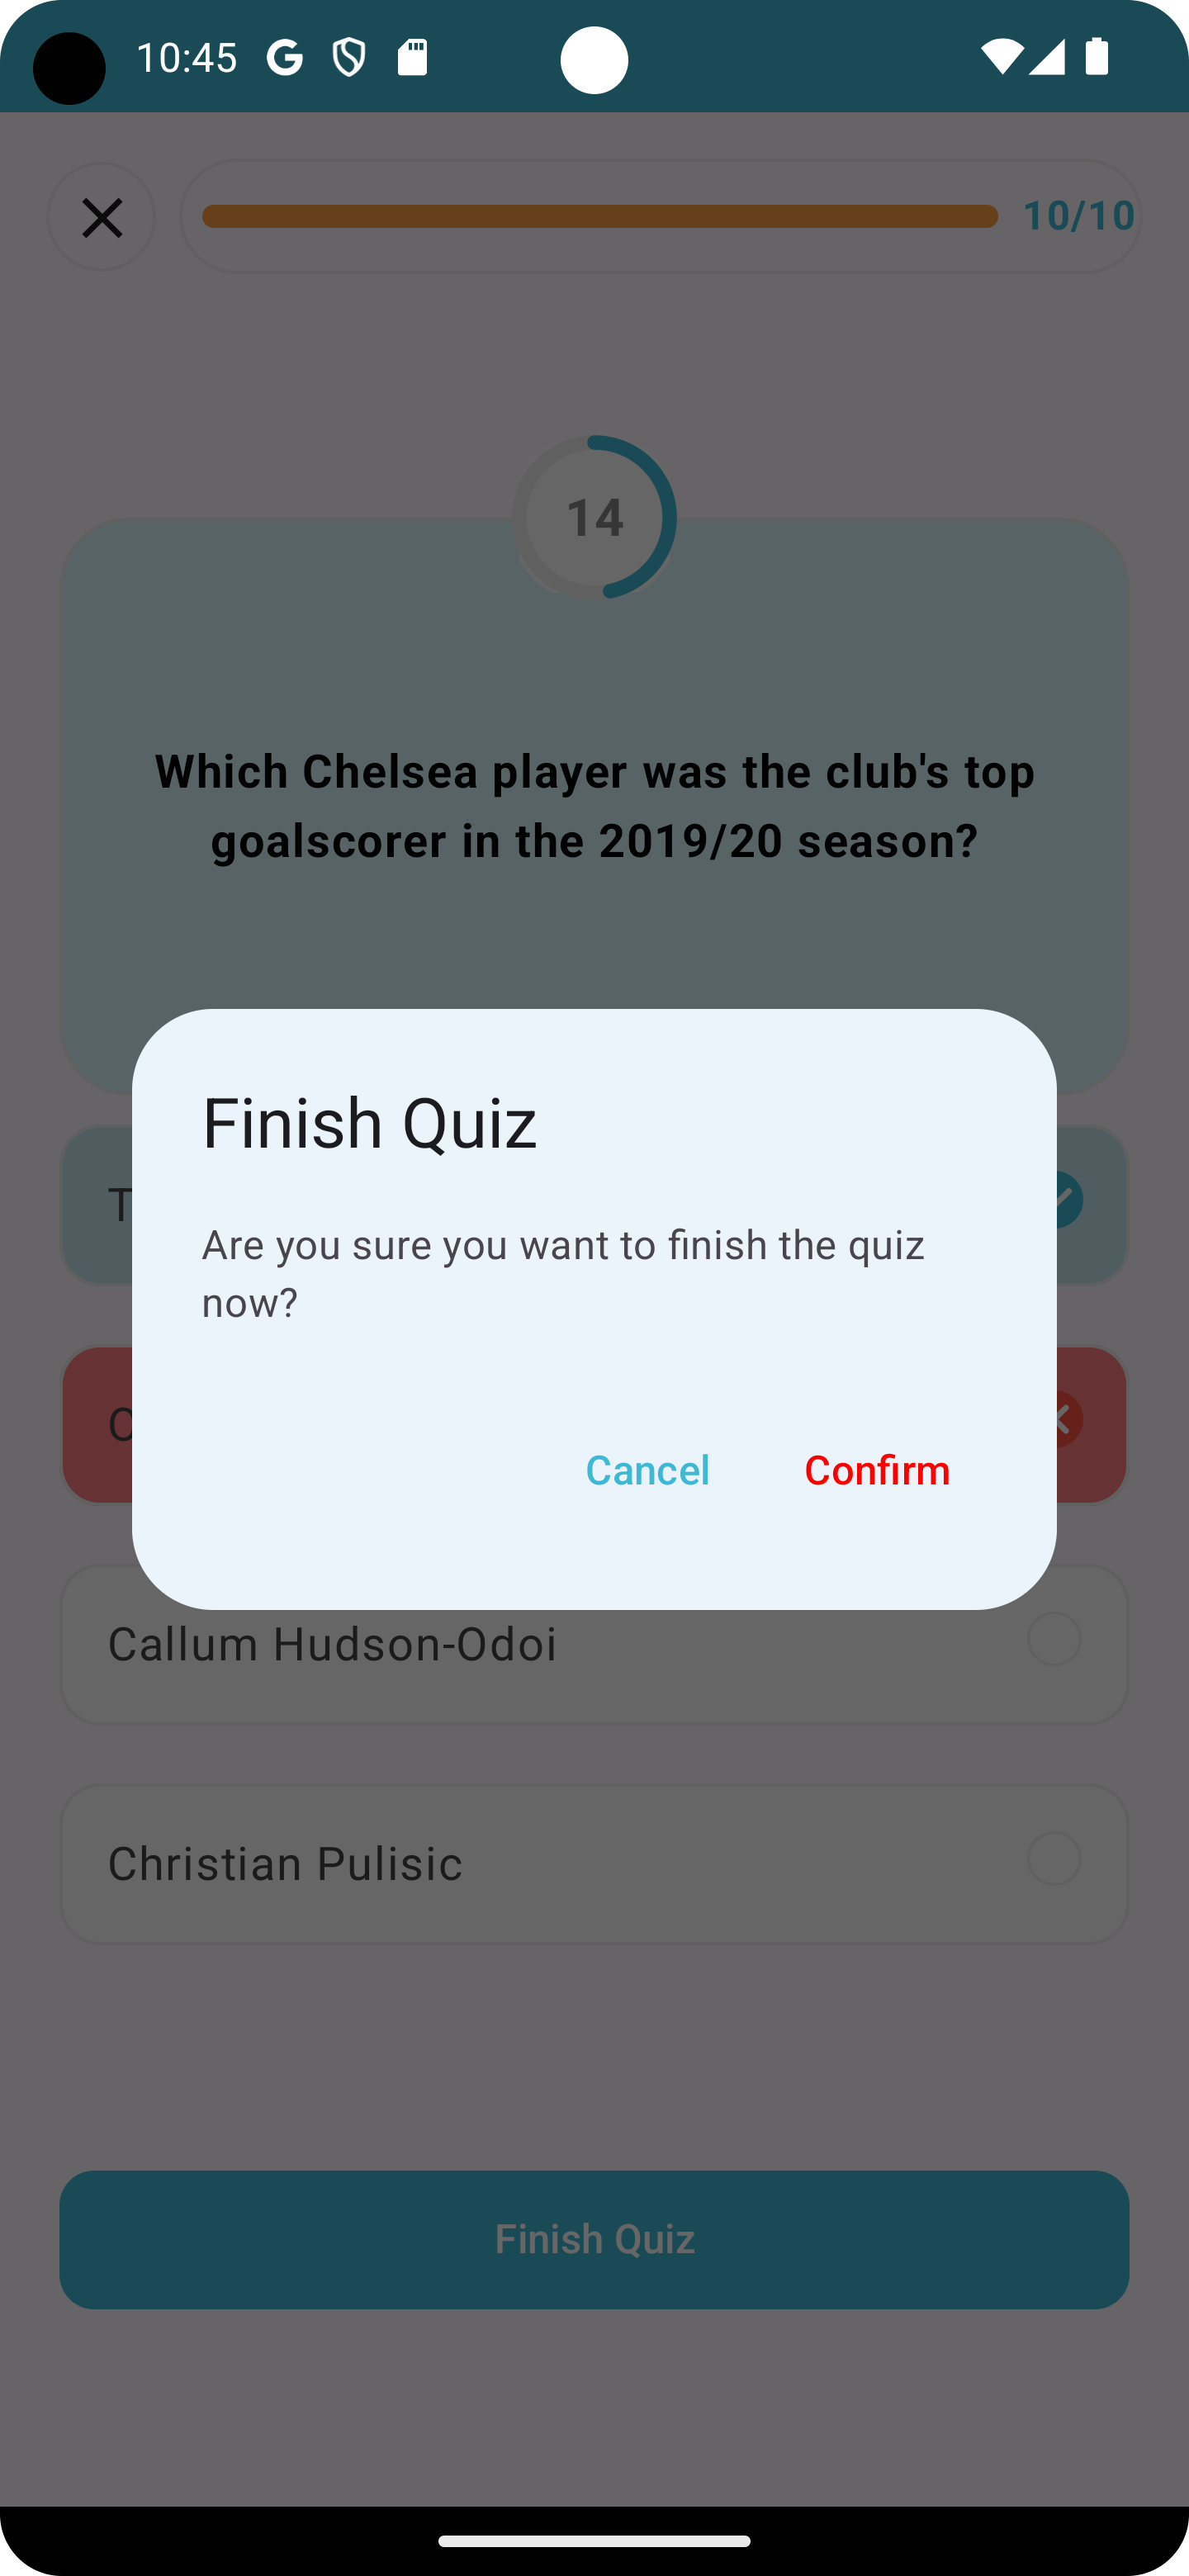 10:45
10/10
14
Which Chelsea player was the club's top
goalscorer in the 2019/20 season?
Finish Quiz
Are you sure you want to finish the quiz
now?
Cancel
Confirm
Callum Hudson-Odoi
Christian Pulisic
Finish Quiz